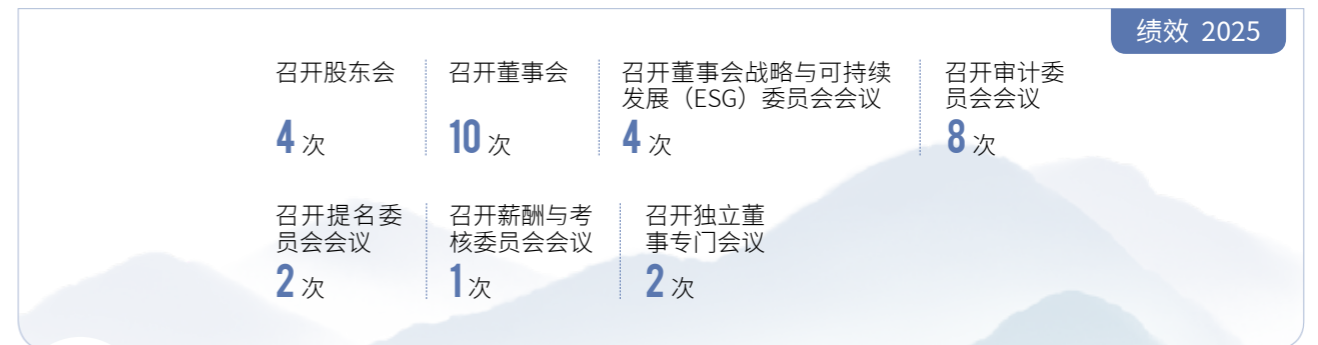 绩效 2025
召开股东会
4 次
召开董事会
10 次
召开董事会战略与可持续
发展（ESG）委员会会议
4 次
召开审计委
员会会议
8 次
召开提名委
员会会议
2 次
召开薪酬与考
核委员会会议
1 次
召开独立董
事专门会议
2 次